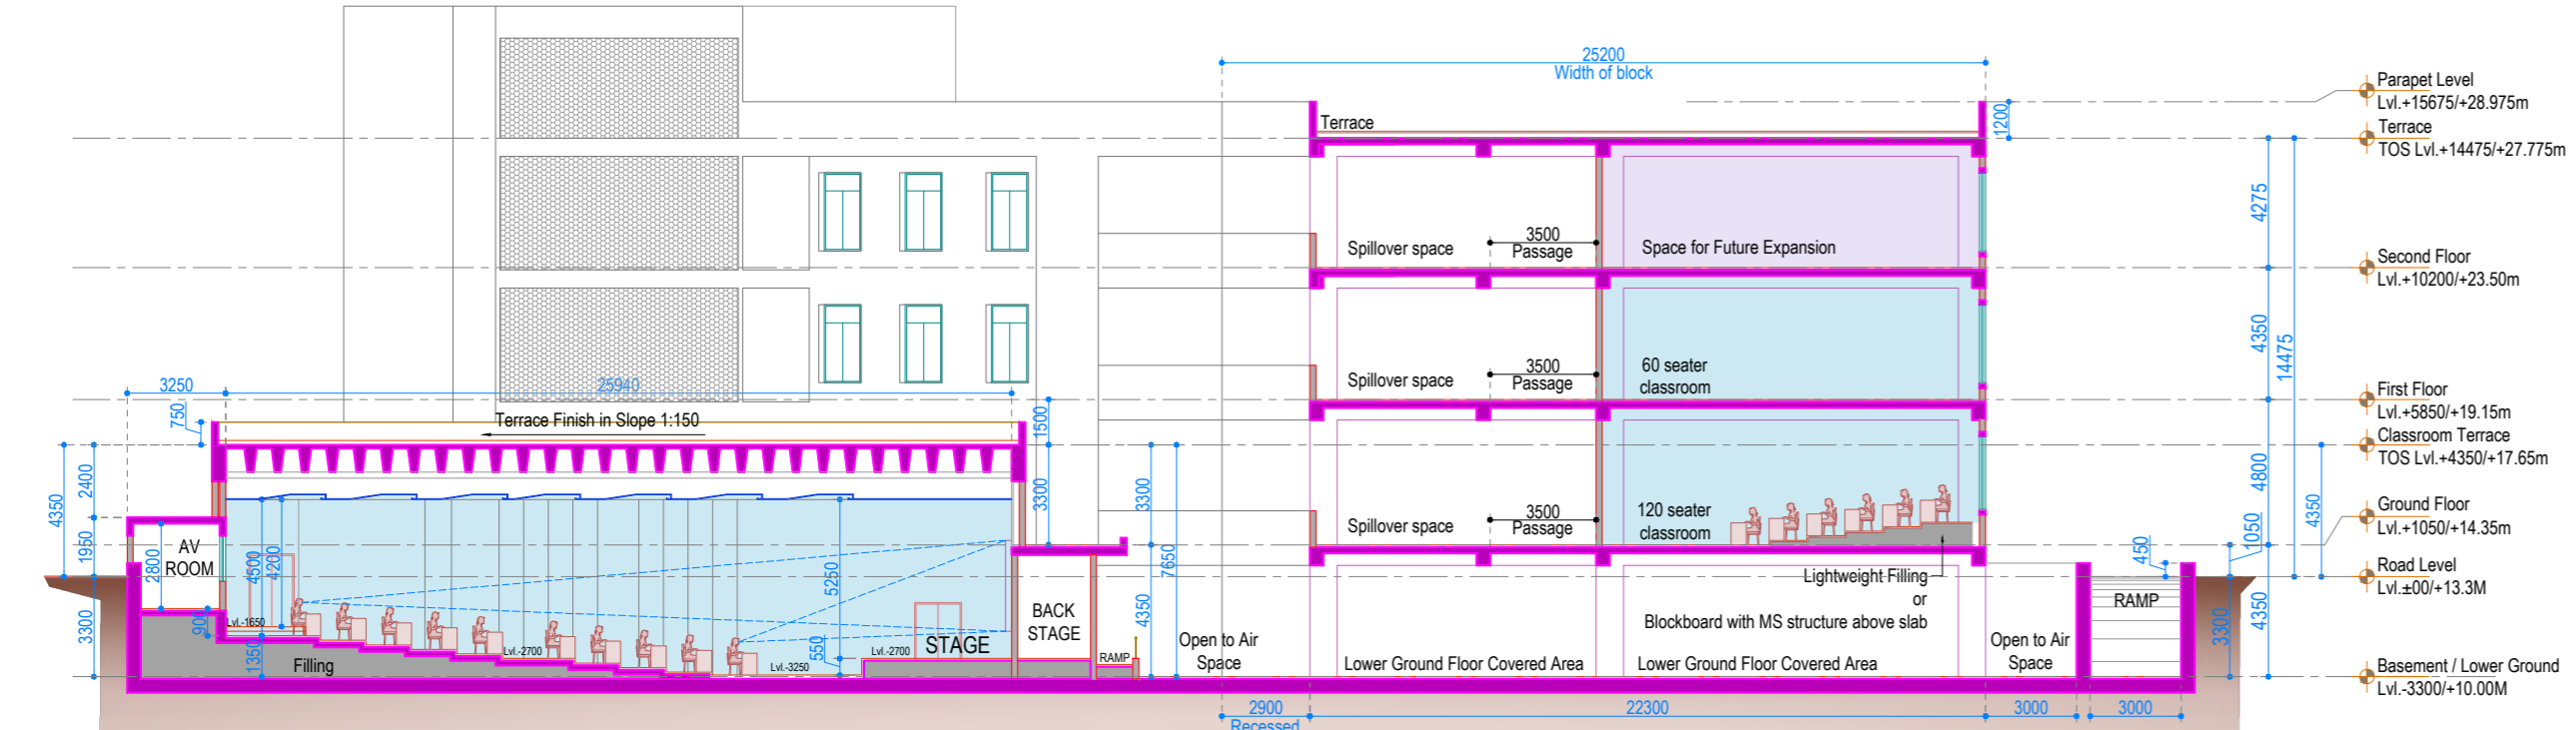 25200
Width of block
Parapet Level
Lvl.+15675/+28.975m
1200
Terrace
Terrace
TOS Lvl.+14475/+27.775m
4275
Spillover space
3500
Passage
Space for Future Expansion
Second Floor
Lvl.+10200/+23.50m
4350
14475
Spillover space
3500
Passage
60 seater
classroom
3250
25940
First Floor
Lvl.+5850/+19.15m
750
Terrace Finish in Slope 1:150
1500
Classroom Terrace
TOS Lvl.+4350/+17.65m
4350
2400
3300
3300
4800
4350
Spillover space
3500
Passage
120 seater
classroom
Ground Floor
Lvl.+1050/+14.35m
1950
AV
ROOM
2800
4500
4200
5250
7650
450
1050
Road Level
Lvl.±00/+13.3M
Lightweight Filling
or
Blockboard with MS structure above slab
RAMP
3300
900
Lvl.-1650
BACK
STAGE
4350
3300
4350
1350
Filling
Lvl.-2700
Lvl.-3250
550
Lvl.-2700
STAGE
RAMP
Open to Air
Space
Lower Ground Floor Covered Area
Lower Ground Floor Covered Area
Open to Air
Space
Basement / Lower Ground
Lvl.-3300/+10.00M
2900
Recessed
22300
3000
3000